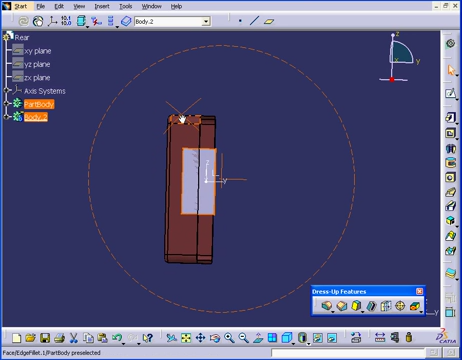 Start File Edit View Insert Tools Window Help
Body.2
Rear
xy plane
yz plane
zx plane
Axis Systems
PartBody
Body.2
z
x
y
z
y
Dress-Up Features
CATIA
Face/EdgeFillet.1/PartBody preselected